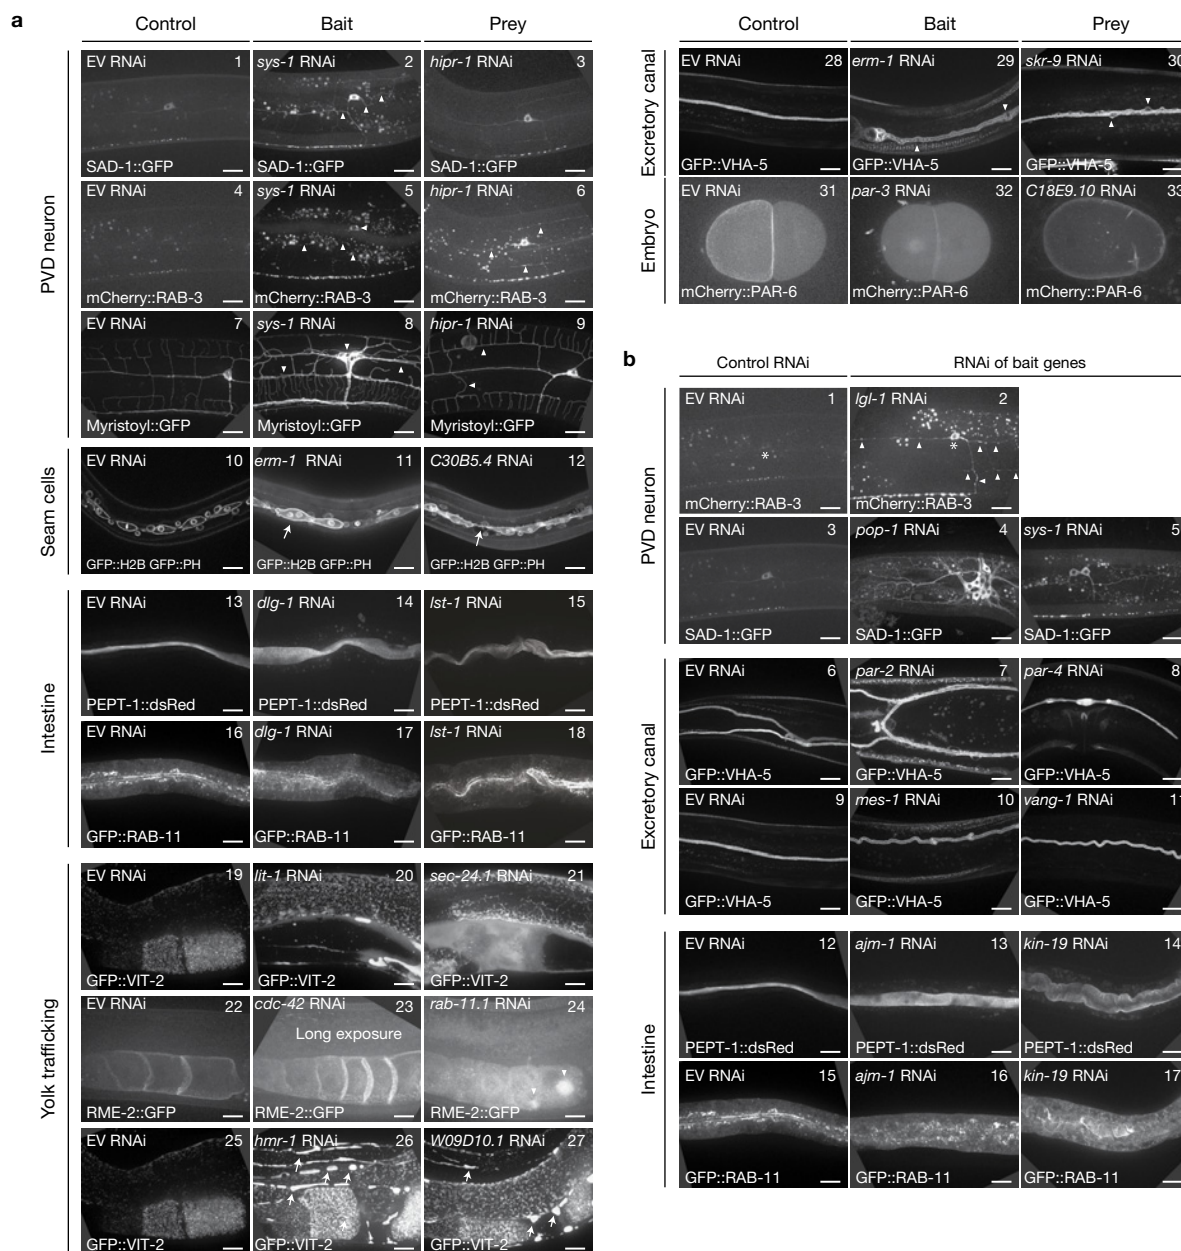 a
Control Bait Prey
PVD neuron
EV RNAi 1
SAD-1::GFP
sys-1 RNAi 2
SAD-1::GFP
hipr-1 RNAi 3
SAD-1::GFP
EV RNAi 4
mCherry::RAB-3
sys-1 RNAi 5
mCherry::RAB-3
hipr-1 RNAi 6
mCherry::RAB-3
EV RNAi 7
Myristoyl::GFP
sys-1 RNAi 8
Myristoyl::GFP
hipr-1 RNAi 9
Myristoyl::GFP
Seam cells
EV RNAi 10
GFP::H2B GFP::PH
erm-1 RNAi 11
GFP::H2B GFP::PH
C30B5.4 RNAi 12
GFP::H2B GFP::PH
Intestine
EV RNAi 13
PEPT-1::dsRed
dlg-1 RNAi 14
PEPT-1::dsRed
lst-1 RNAi 15
PEPT-1::dsRed
EV RNAi 16
GFP::RAB-11
dlg-1 RNAi 17
GFP::RAB-11
lst-1 RNAi 18
GFP::RAB-11
Yolk trafficking
EV RNAi 19
GFP::VIT-2
lit-1 RNAi 20
GFP::VIT-2
sec-24.1 RNAi 21
GFP::VIT-2
EV RNAi 22
RME-2::GFP
cdc-42 RNAi 23
Long exposure
RME-2::GFP
rab-11.1 RNAi 24
RME-2::GFP
EV RNAi 25
GFP::VIT-2
hmr-1 RNAi 26
GFP::VIT-2
W09D10.1 RNAi 27
GFP::VIT-2
Control Bait Prey
Excretory canal
EV RNAi 28
GFP::VHA-5
erm-1 RNAi 29
GFP::VHA-5
skr-9 RNAi 30
GFP::VHA-5
Embryo
EV RNAi 31
mCherry::PAR-6
par-3 RNAi 32
mCherry::PAR-6
C18E9.10 RNAi 33
mCherry::PAR-6
b
Control RNAi RNAi of bait genes
PVD neuron
EV RNAi 1
*
mCherry::RAB-3
lgl-1 RNAi 2
*
mCherry::RAB-3
EV RNAi 3
SAD-1::GFP
pop-1 RNAi 4
SAD-1::GFP
sys-1 RNAi 5
SAD-1::GFP
Excretory canal
EV RNAi 6
GFP::VHA-5
par-2 RNAi 7
GFP::VHA-5
par-4 RNAi 8
GFP::VHA-5
EV RNAi 9
GFP::VHA-5
mes-1 RNAi 10
GFP::VHA-5
vang-1 RNAi 11
GFP::VHA-5
Intestine
EV RNAi 12
PEPT-1::dsRed
ajm-1 RNAi 13
PEPT-1::dsRed
kin-19 RNAi 14
PEPT-1::dsRed
EV RNAi 15
GFP::RAB-11
ajm-1 RNAi 16
GFP::RAB-11
kin-19 RNAi 17
GFP::RAB-11